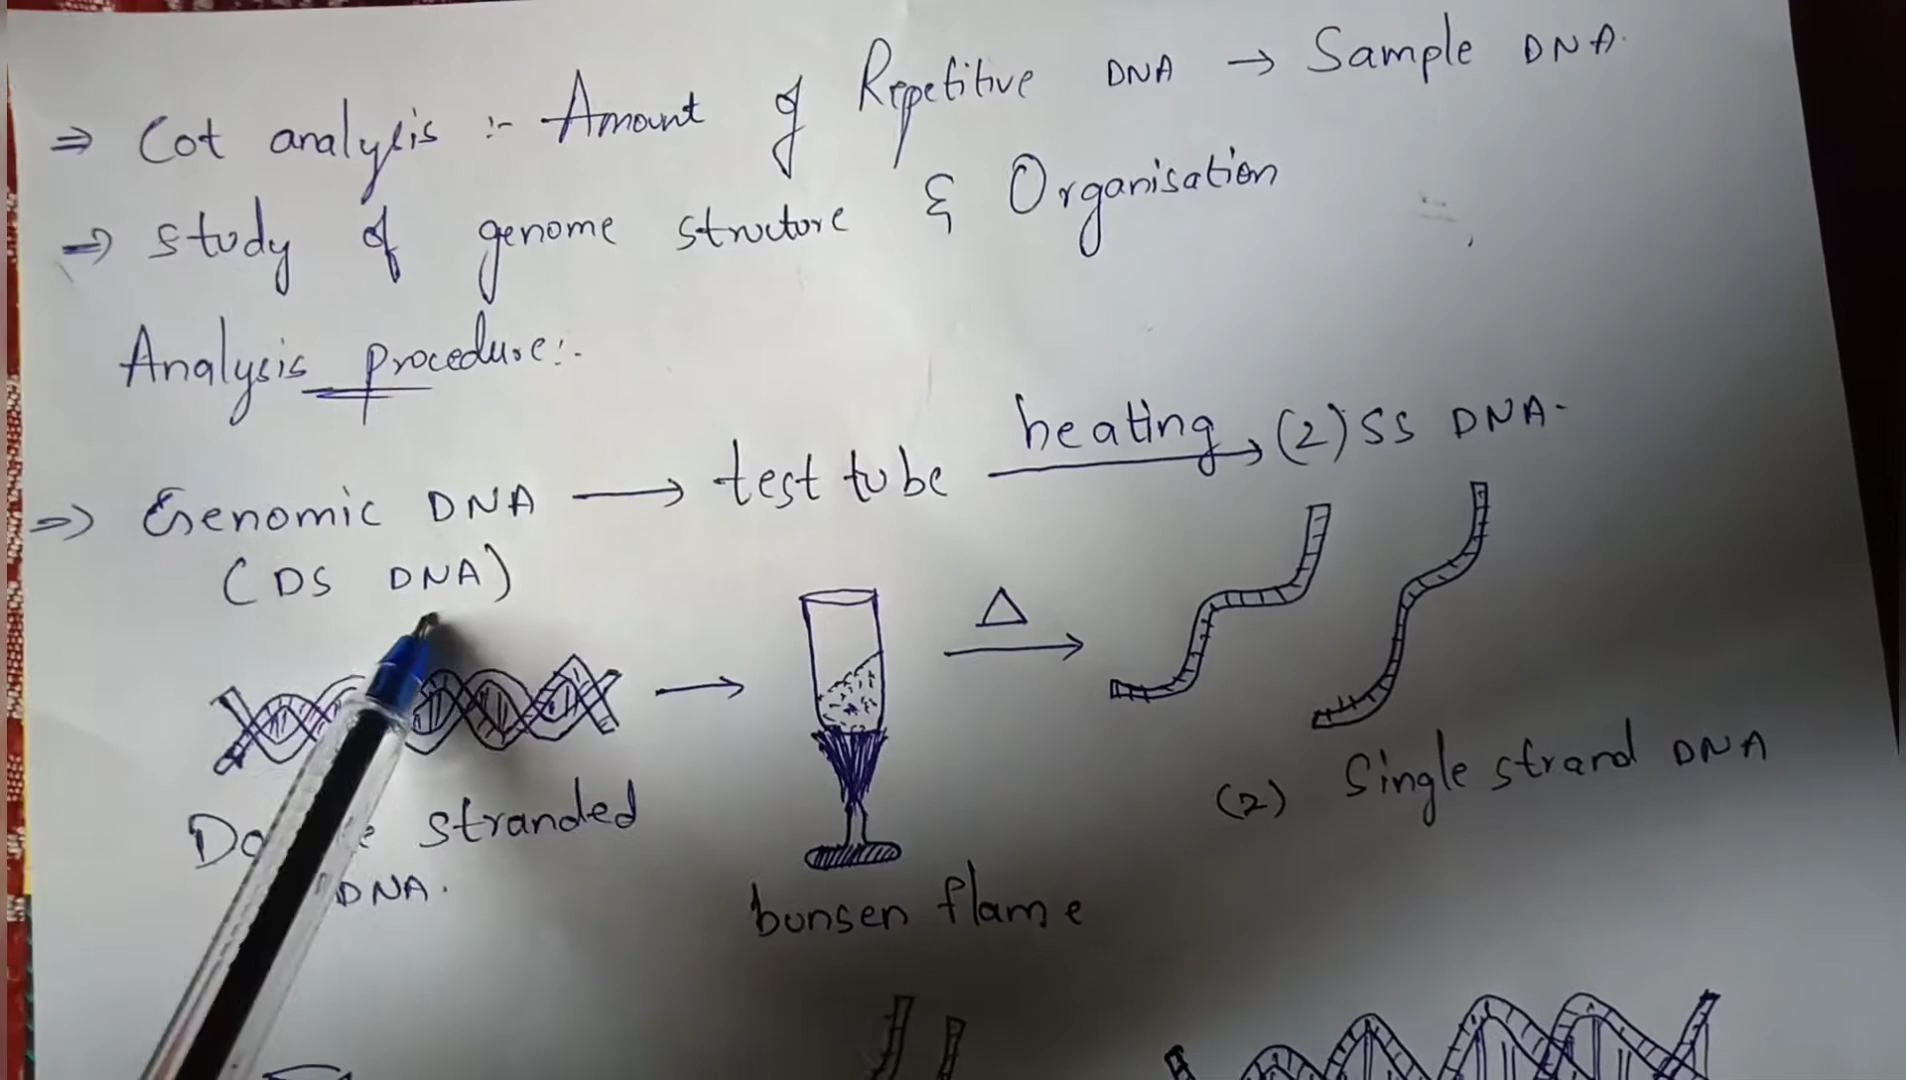 ⇒ Cot analysis :- Amount of Repetitive DNA → Sample DNA.
⇒ study of genome structure & Organisation
Analysis procedure:-
⇒ Genomic DNA → test tube heating → (2) SS DNA.
(DS DNA)
△
stranded
DNA.
(2) Single strand DNA
bunsen flame